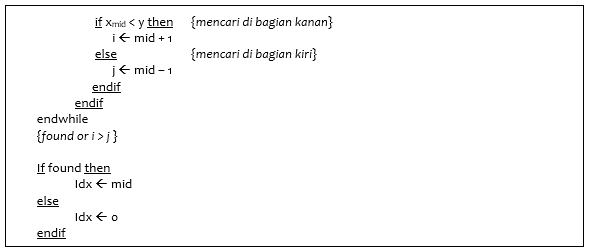 if xmid < y then {mencari di bagian kanan}
i ← mid + 1
else {mencari di bagian kiri}
j ← mid – 1
endif
endif
endwhile
{found or i > j }
If found then
Idx ← mid
else
Idx ← 0
endif